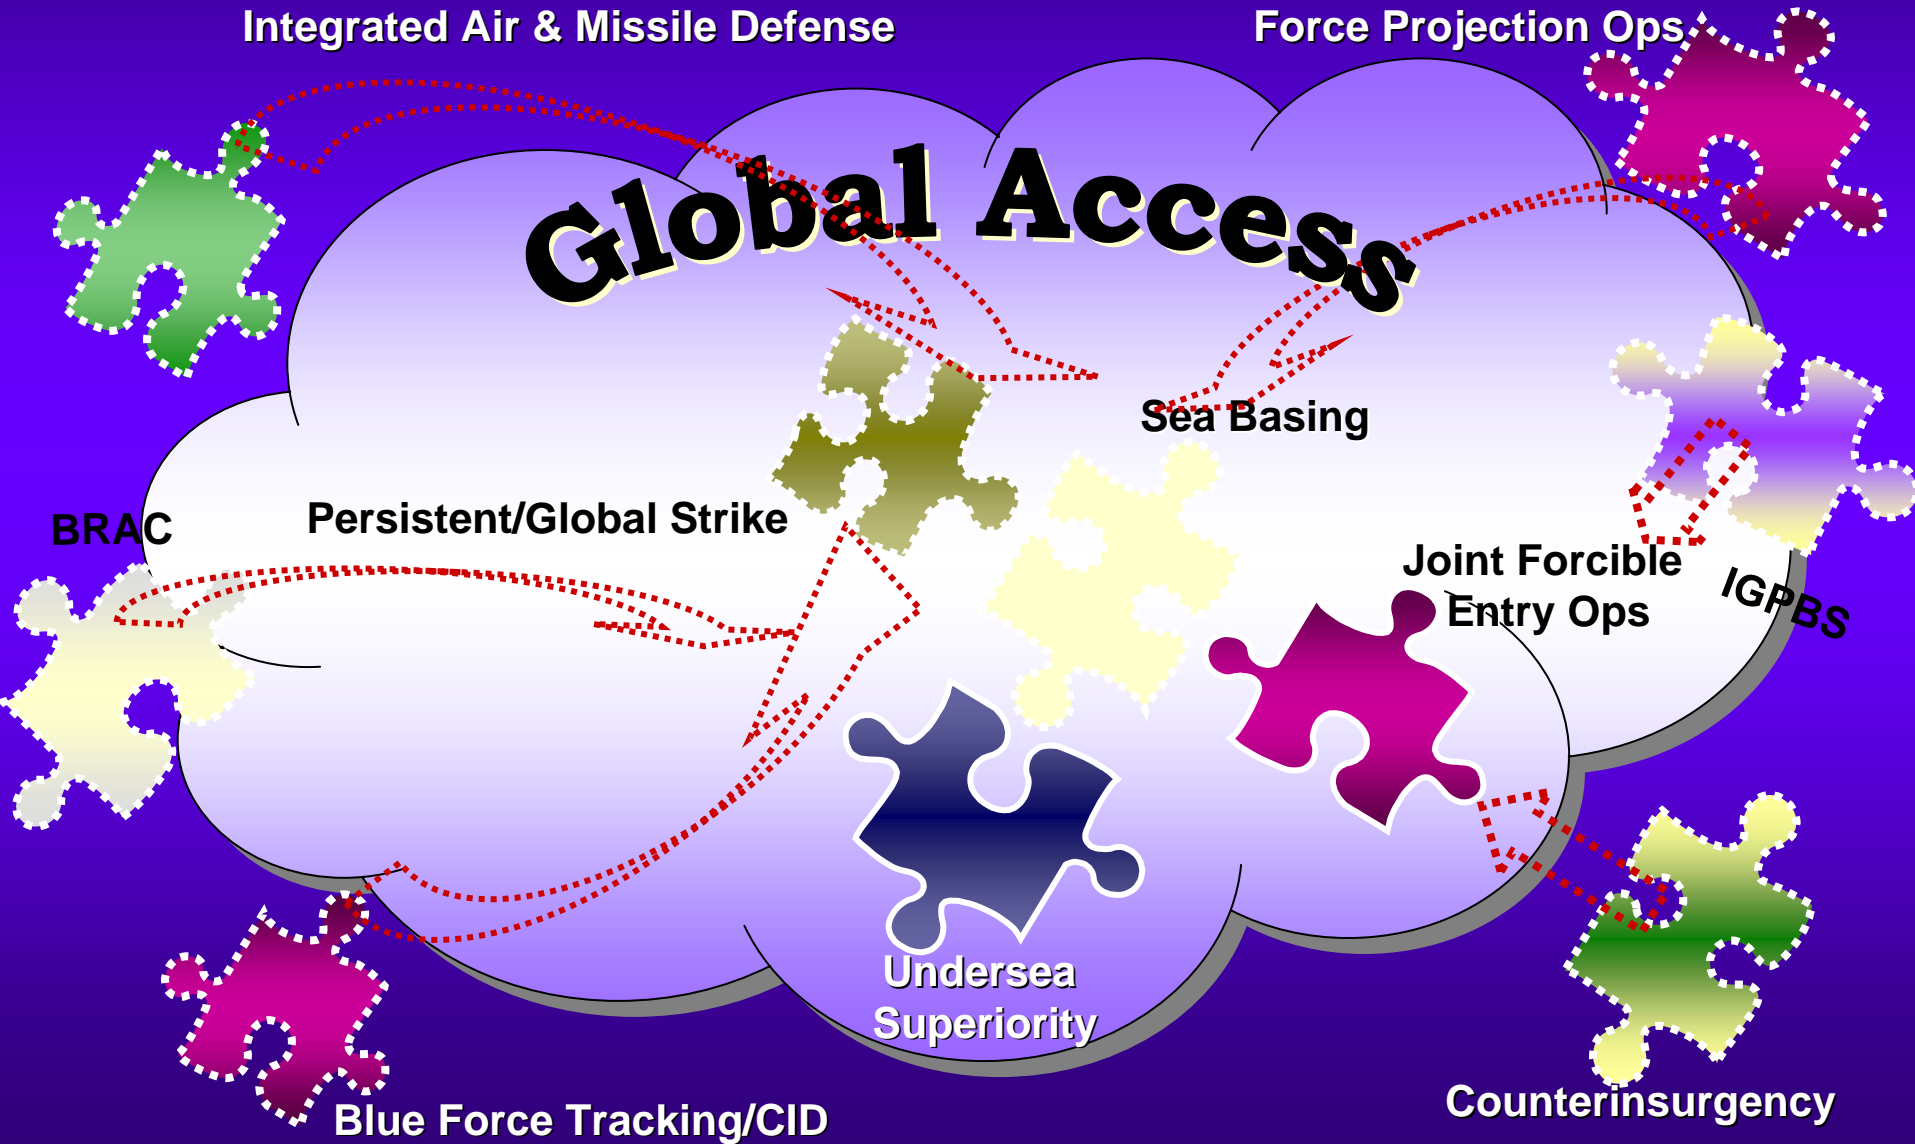 Integrated Air & Missile Defense
Force Projection Ops
Global Access
Sea Basing
Persistent/Global Strike
BRAC
Joint Forcible
Entry Ops
IGPBS
Undersea
Superiority
Counterinsurgency
Blue Force Tracking/CID